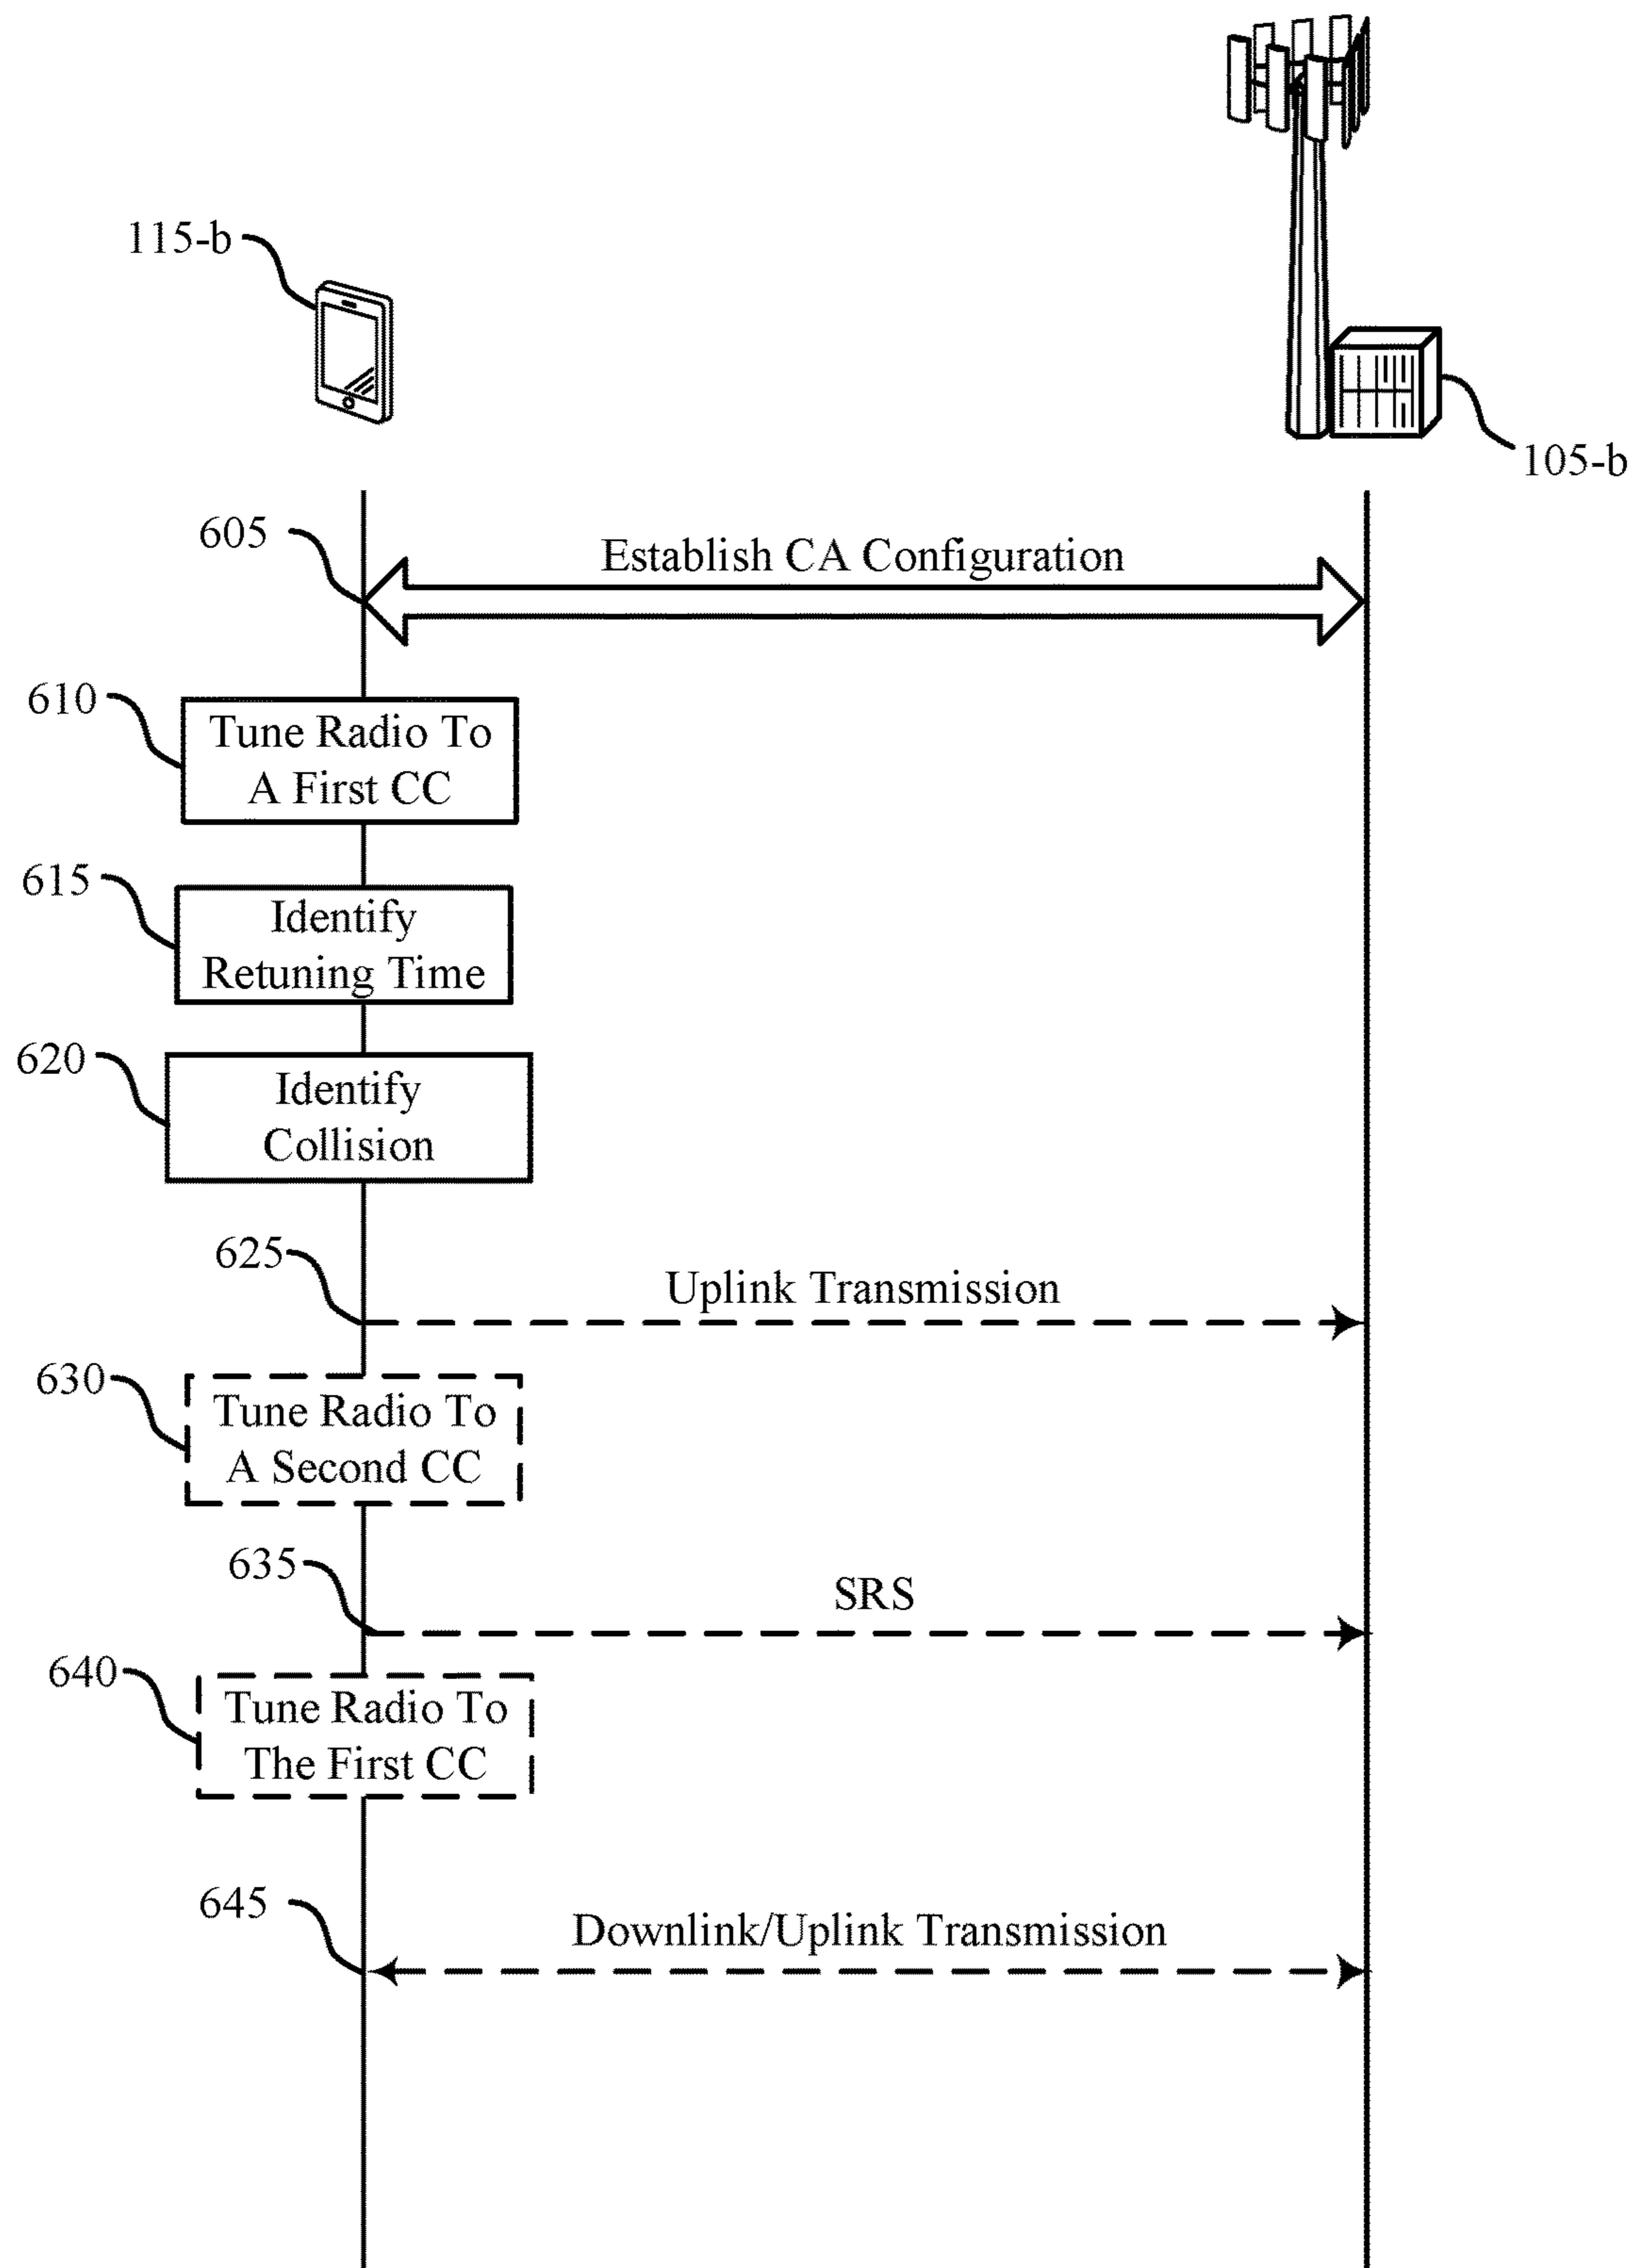 115-b
105-b
605
Establish CA Configuration
610
Tune Radio To
A First CC
615
Identify
Retuning Time
620
Identify
Collision
625
Uplink Transmission
630
Tune Radio To
A Second CC
635
SRS
640
Tune Radio To
The First CC
645
Downlink/Uplink Transmission